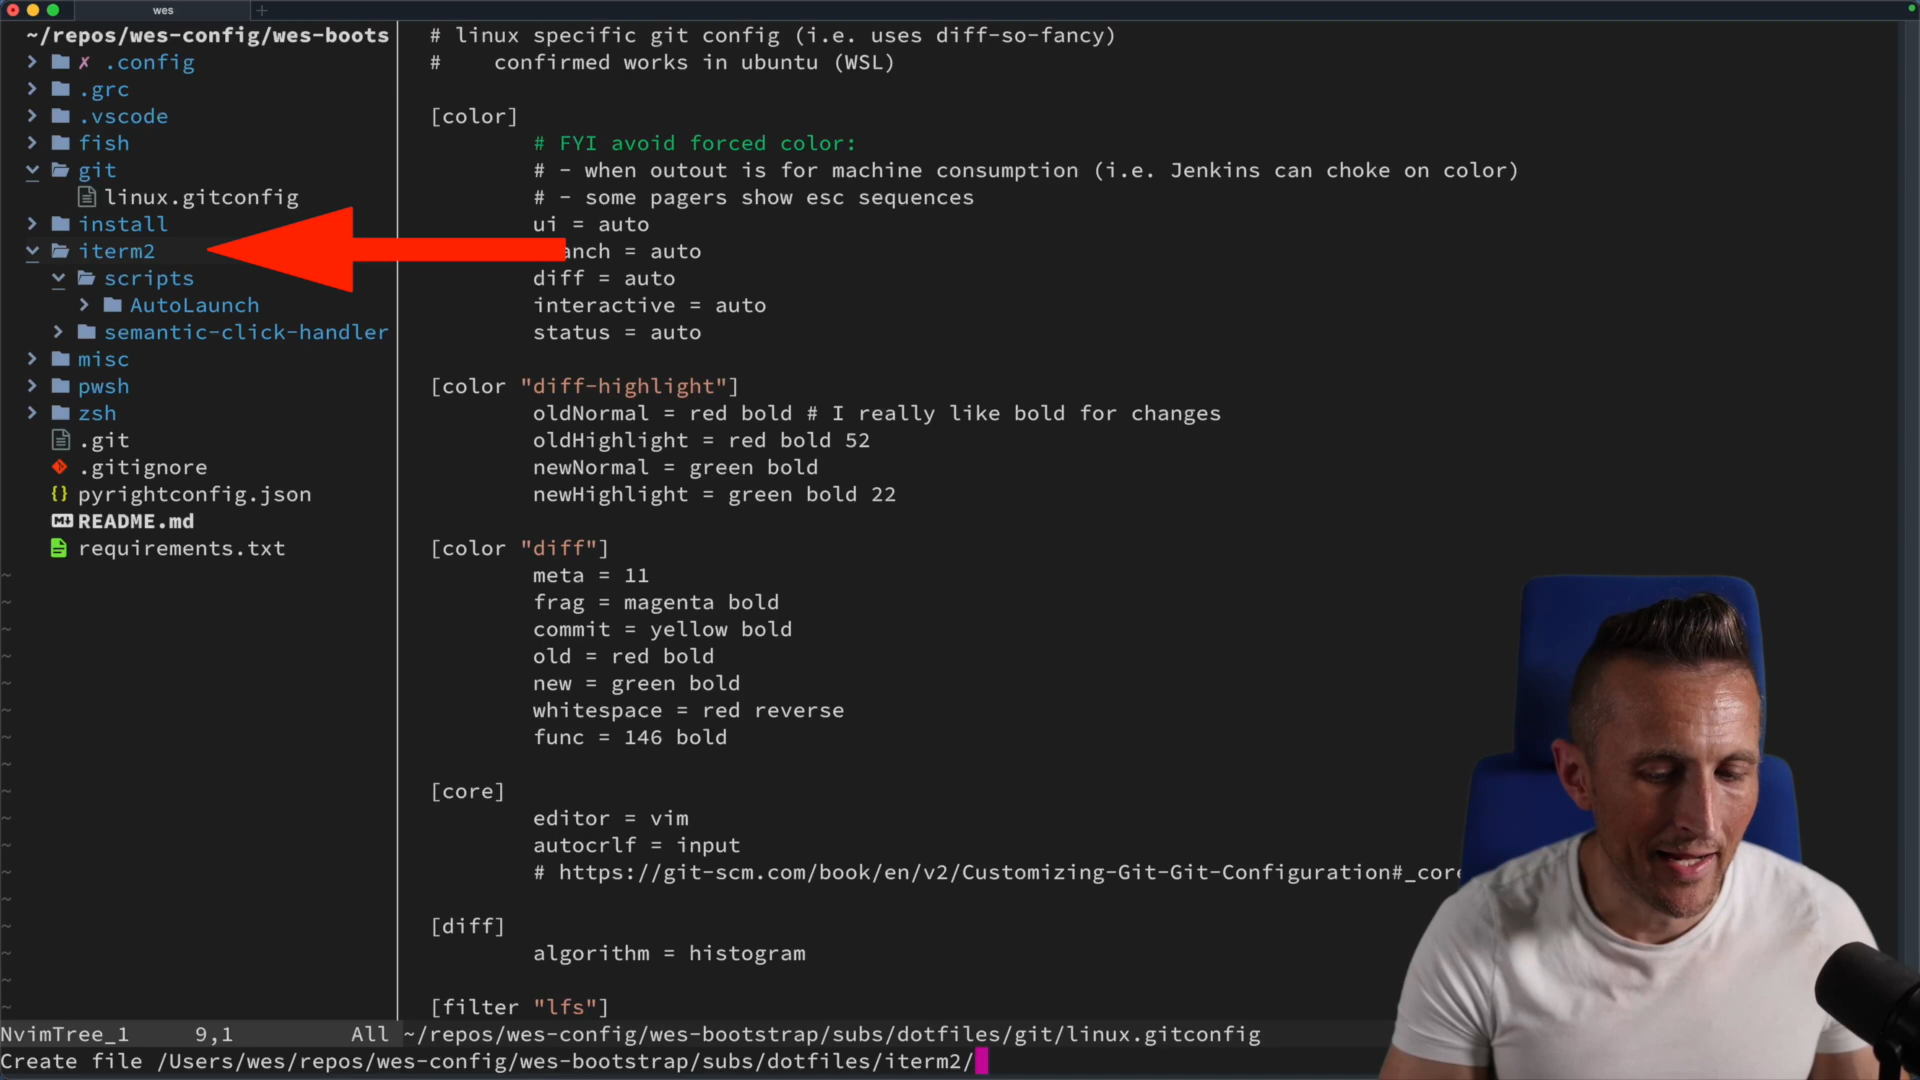 wes
~/repos/wes-config/wes-boots
✗ .config
.grc
.vscode
fish
git
linux.gitconfig
install
iterm2
scripts
AutoLaunch
semantic-click-handler
misc
pwsh
zsh
.git
.gitignore
{} pyrightconfig.json
README.md
requirements.txt
# linux specific git config (i.e. uses diff-so-fancy)
#    confirmed works in ubuntu (WSL)
[color]
# FYI avoid forced color:
# - when outout is for machine consumption (i.e. Jenkins can choke on color)
# - some pagers show esc sequences
ui = auto
anch = auto
diff = auto
interactive = auto
status = auto
[color "diff-highlight"]
oldNormal = red bold # I really like bold for changes
oldHighlight = red bold 52
newNormal = green bold
newHighlight = green bold 22
[color "diff"]
meta = 11
frag = magenta bold
commit = yellow bold
old = red bold
new = green bold
whitespace = red reverse
func = 146 bold
[core]
editor = vim
autocrlf = input
# https://git-scm.com/book/en/v2/Customizing-Git-Git-Configuration#_core
[diff]
algorithm = histogram
[filter "lfs"]
NvimTree_1 9,1 All ~/repos/wes-config/wes-bootstrap/subs/dotfiles/git/linux.gitconfig
Create file /Users/wes/repos/wes-config/wes-bootstrap/subs/dotfiles/iterm2/